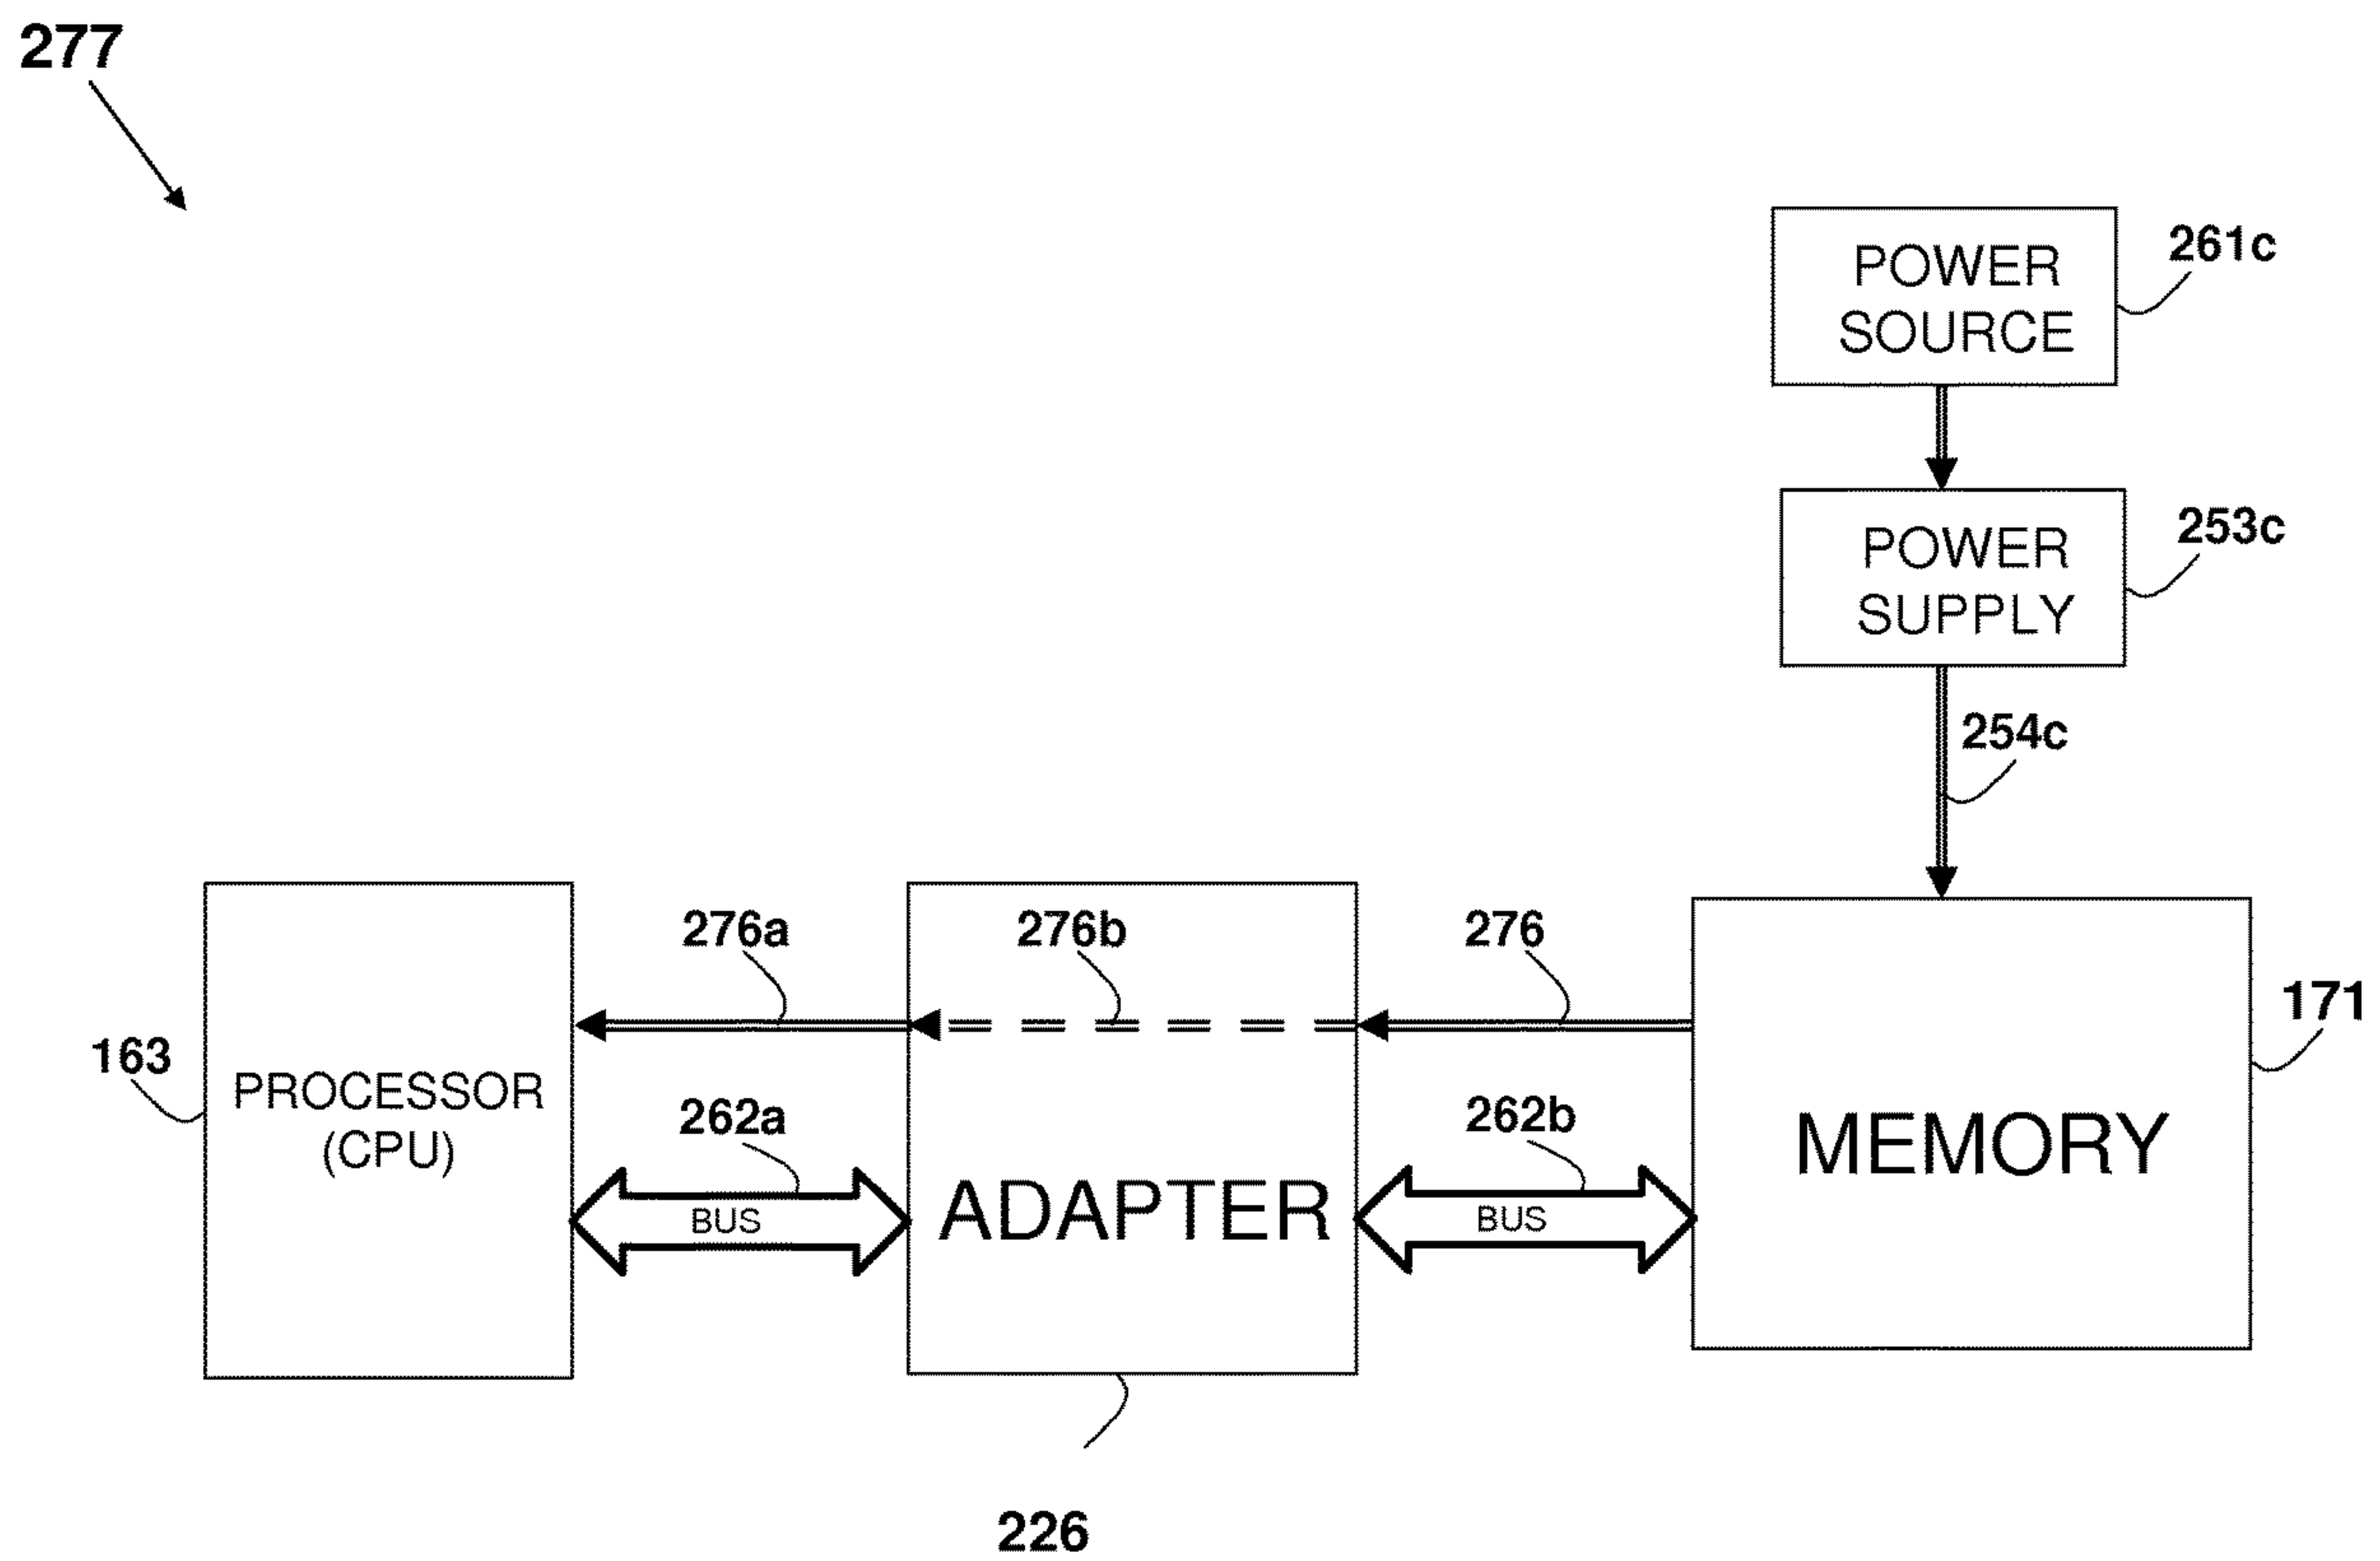 277
POWER
SOURCE
261c
POWER
SUPPLY
253c
254c
276a
276b
276
171
163
PROCESSOR
(CPU)
262a
262b
MEMORY
BUS
ADAPTER
BUS
226